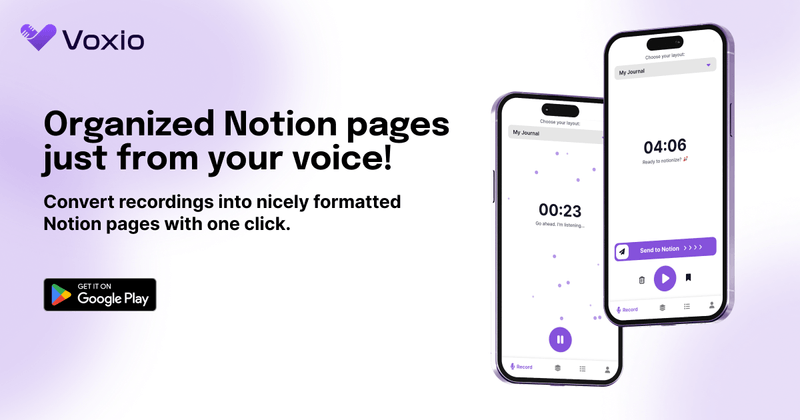 Voxio
Organized Notion pages
just from your voice!
Convert recordings into nicely formatted
Notion pages with one click.
GET IT ON
Google Play
Choose your layout:
My Journal
00:23
Go ahead. I'm listening...
Record
Choose your layout:
My Journal
04:06
Ready to notionize? 🚀
Send to Notion
Record